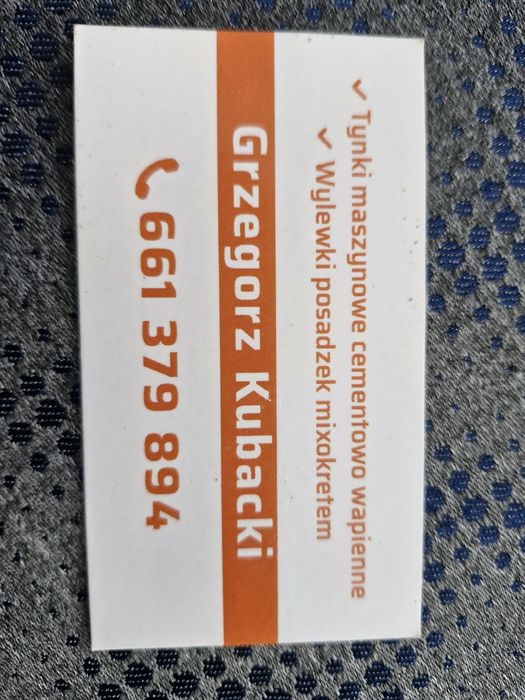 ✓ Tynki maszynowe cementowo wapienne
✓ Wylewki posadzek mixokretem
Grzegorz Kubacki
661 379 894